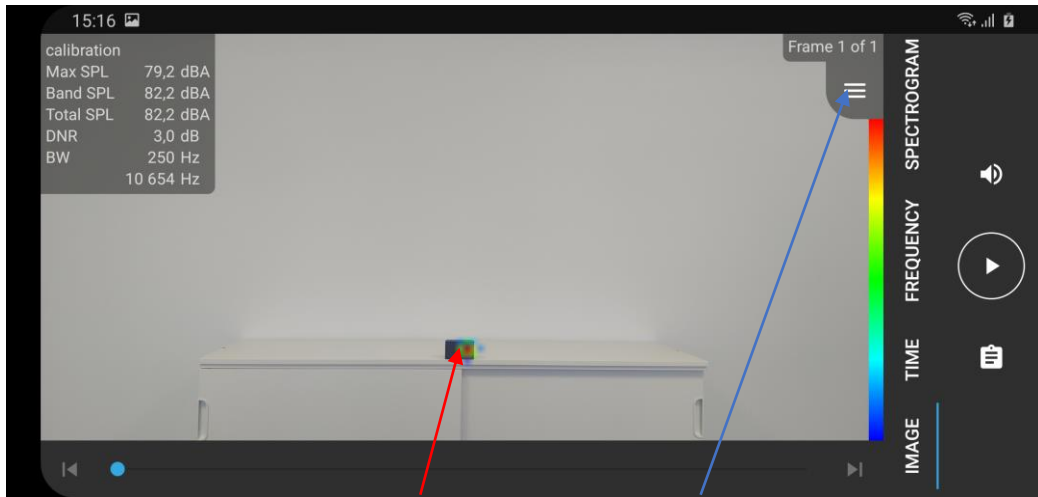 15:16
calibration
Max SPL 79,2 dBA
Band SPL 82,2 dBA
Total SPL 82,2 dBA
DNR 3,0 dB
BW 250 Hz
10 654 Hz
Frame 1 of 1
SPECTROGRAM
FREQUENCY
TIME
IMAGE